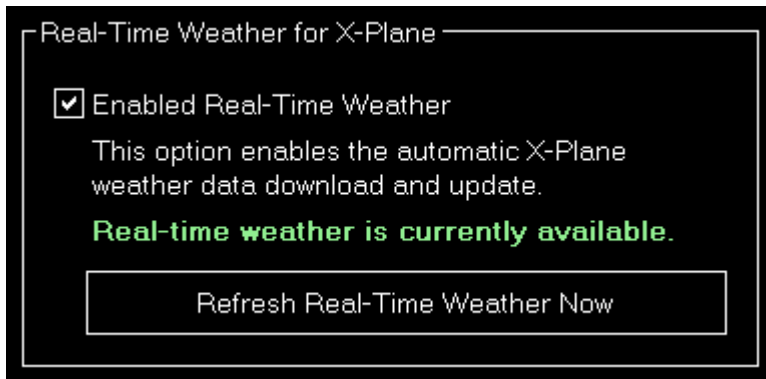 Real-Time Weather for X-Plane
Enabled Real-Time Weather
This option enables the automatic X-Plane
weather data download and update.
Real-time weather is currently available.
Refresh Real-Time Weather Now